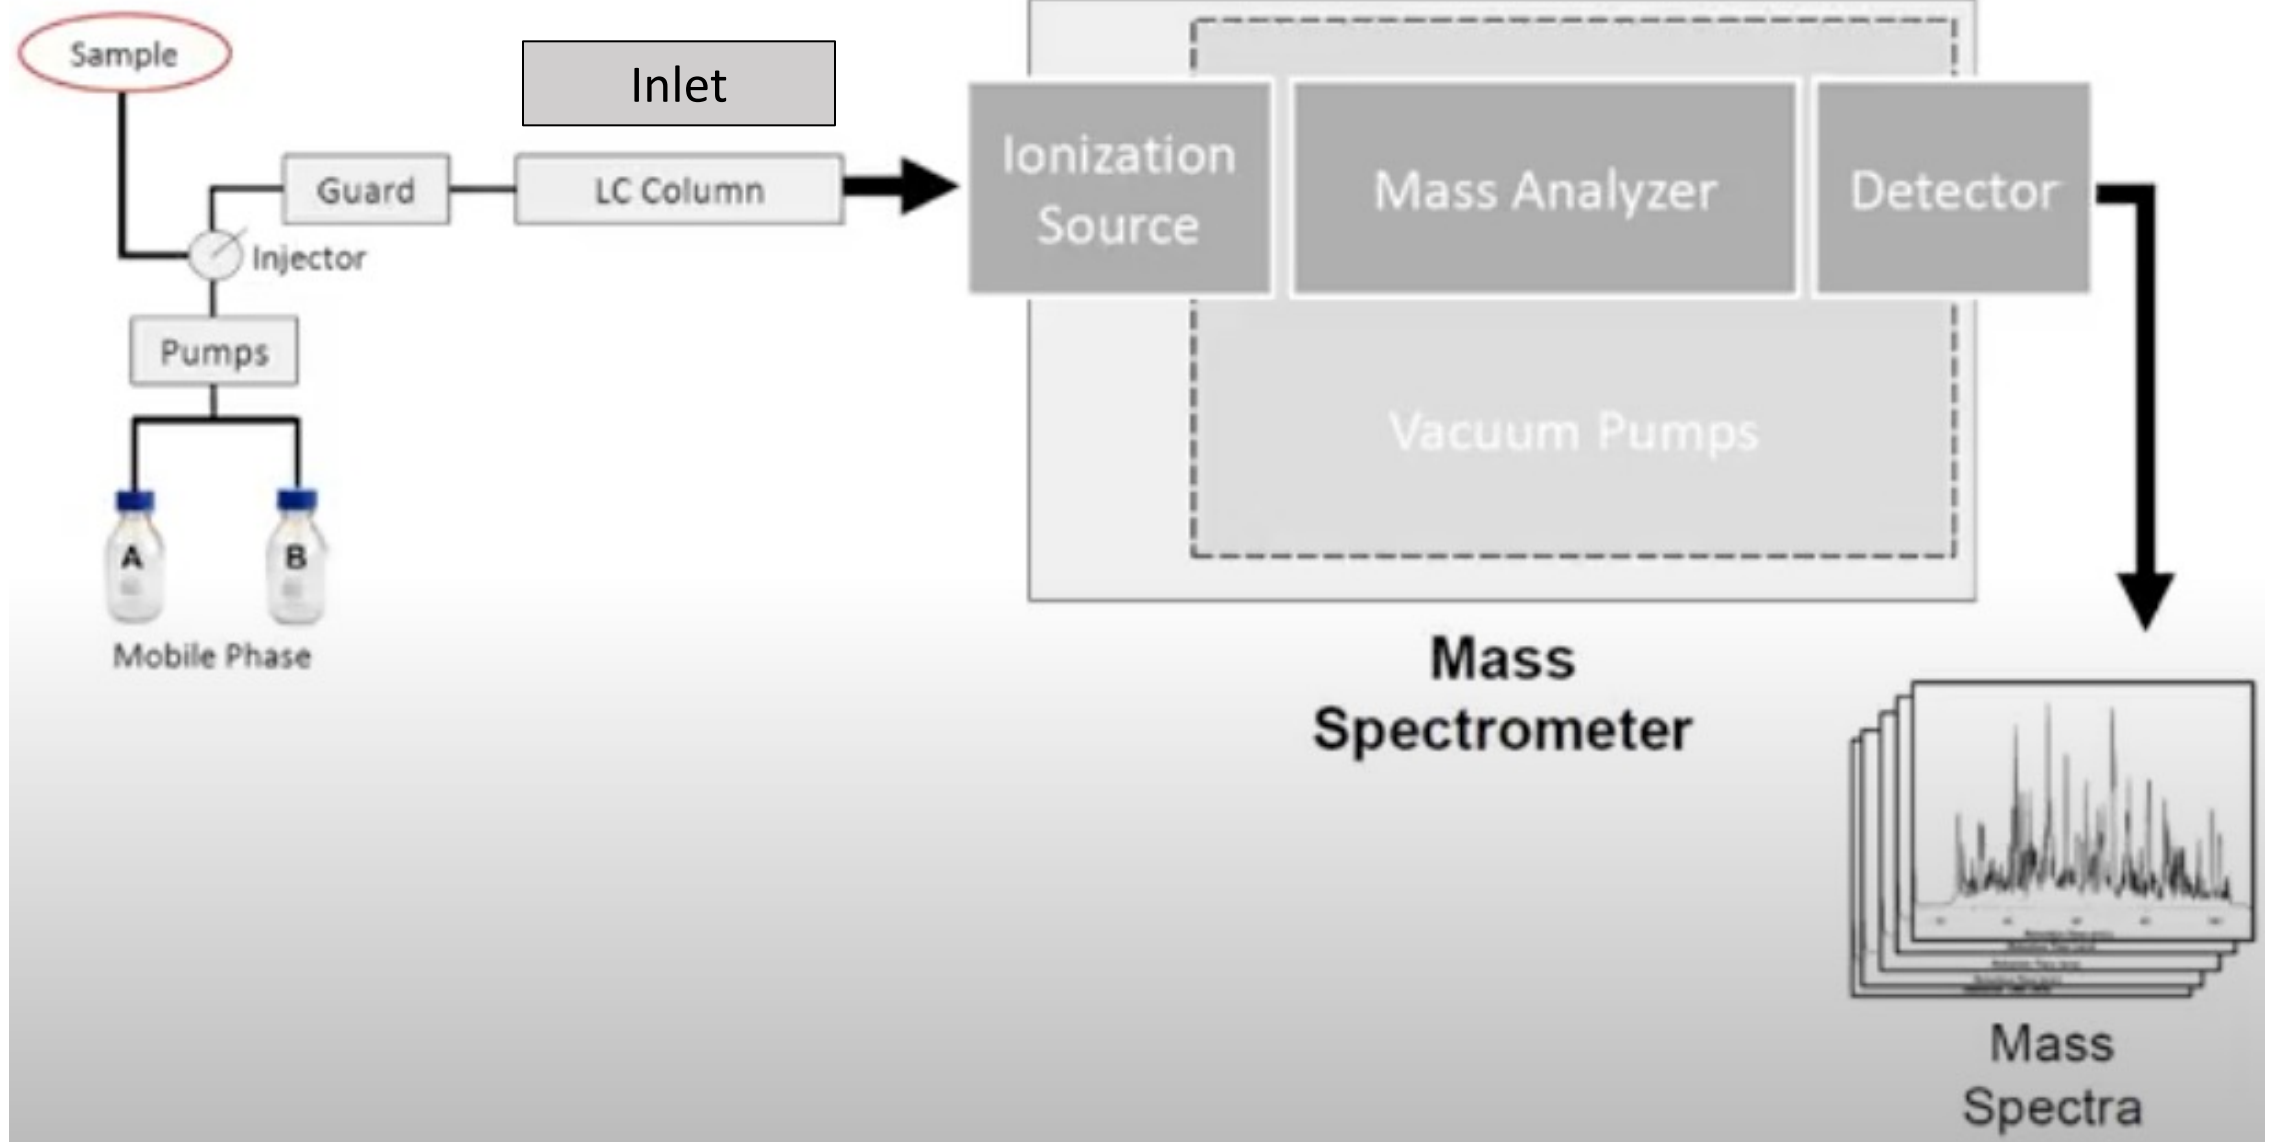 Sample
Inlet
Guard
LC Column
Ionization
Source
Mass Analyzer
Detector
Injector
Pumps
Vacuum Pumps
A
B
Mobile Phase
Mass
Spectrometer
Mass
Spectra